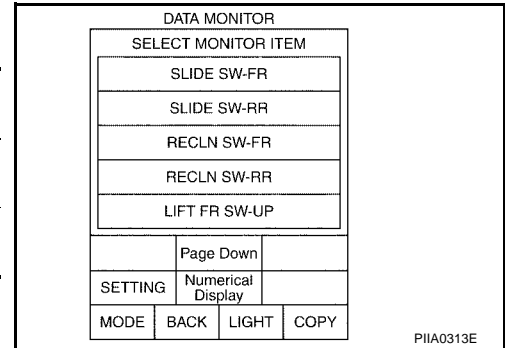 DATA MONITOR
SELECT MONITOR ITEM
SLIDE SW-FR
SLIDE SW-RR
RECLN SW-FR
RECLN SW-RR
LIFT FR SW-UP
Page Down
SETTING Numerical
Display
MODE BACK LIGHT COPY
PIIA0313E